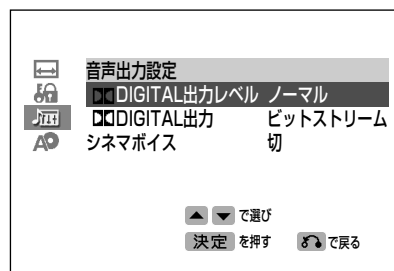 音声出力設定
DIGITAL出力レベル ノーマル
DIGITAL出力 ビットストリーム
シネマボイス 切
▲ ▼ で選び
決定 を押す で戻る